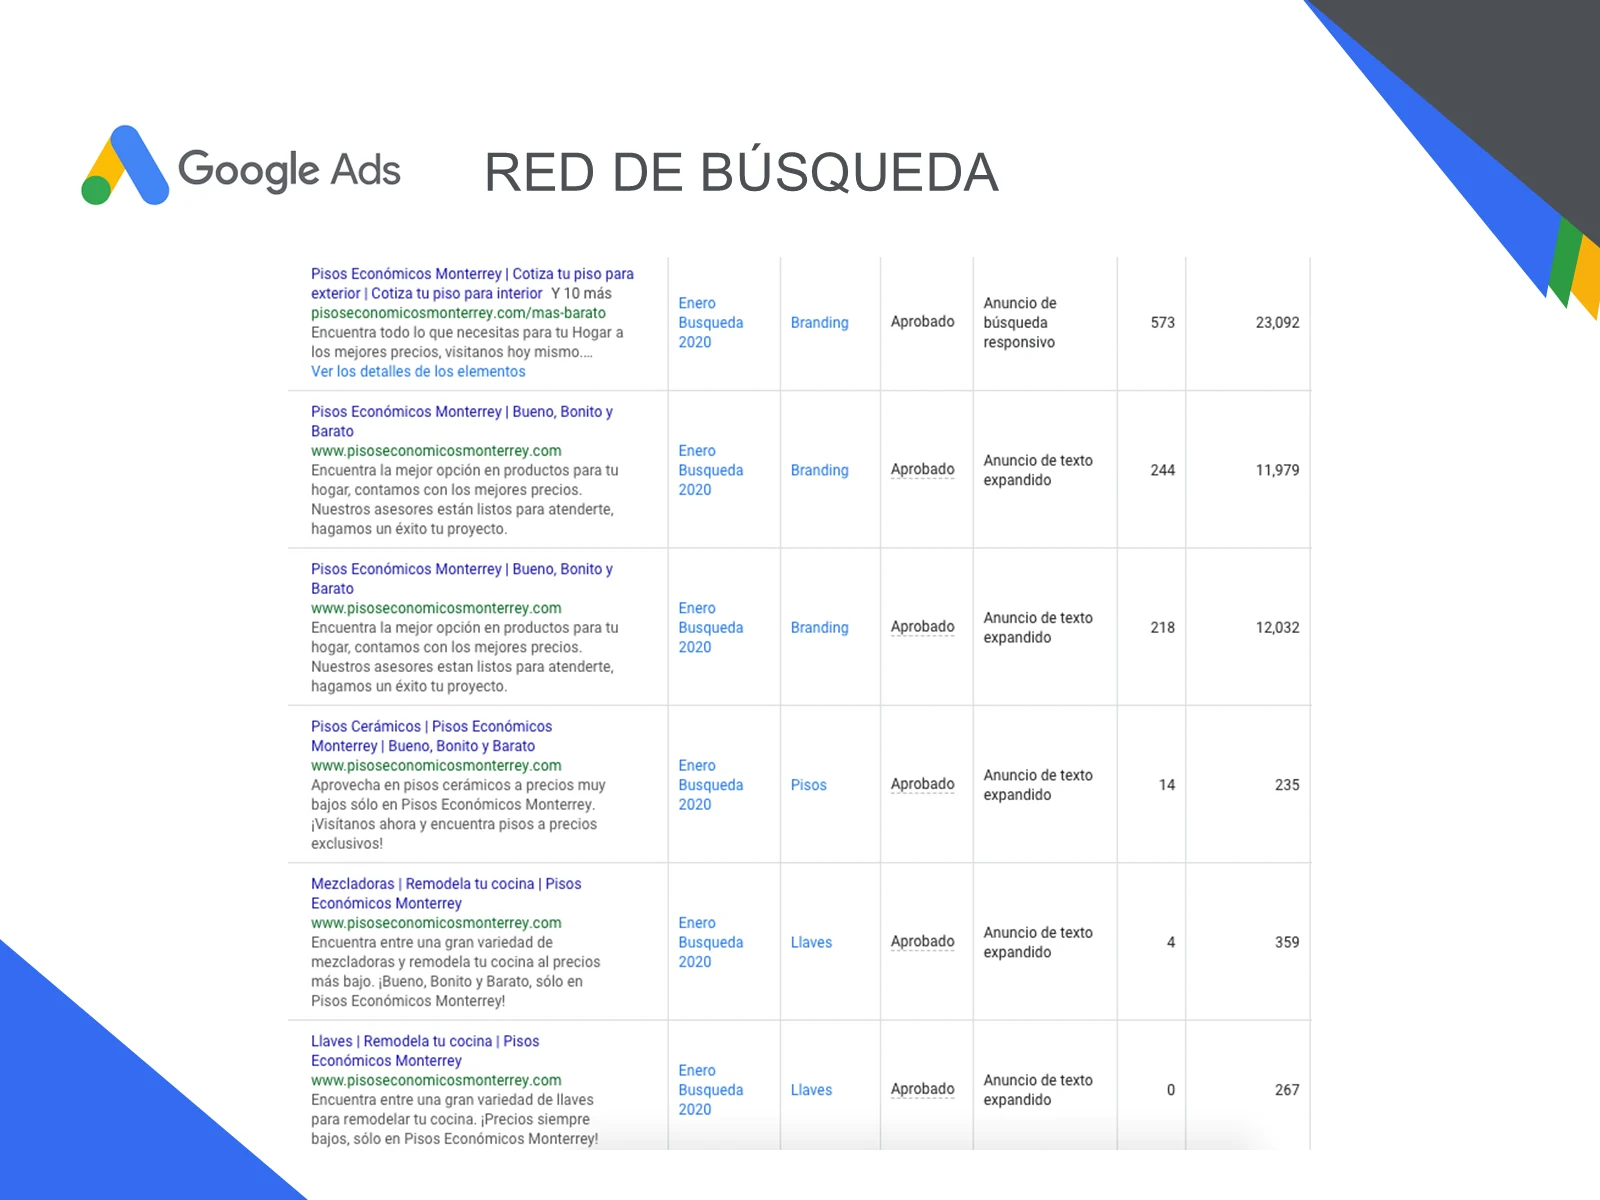 Google Ads
RED DE BÚSQUEDA
Pisos Económicos Monterrey | Cotiza tu piso para
exterior | Cotiza tu piso para interior Y 10 más
pisoseconomicosmonterrey.com/mas-barato
Encuentra todo lo que necesitas para tu Hogar a
los mejores precios, visitanos hoy mismo....
Ver los detalles de los elementos
Enero
Busqueda
2020
Branding
Aprobado
Anuncio de
búsqueda
responsivo
573
23,092
Pisos Económicos Monterrey | Bueno, Bonito y
Barato
www.pisoseconomicosmonterrey.com
Encuentra la mejor opción en productos para tu
hogar, contamos con los mejores precios.
Nuestros asesores están listos para atenderte,
hagamos un éxito tu proyecto.
Enero
Busqueda
2020
Branding
Aprobado
Anuncio de texto
expandido
244
11,979
Pisos Económicos Monterrey | Bueno, Bonito y
Barato
www.pisoseconomicosmonterrey.com
Encuentra la mejor opción en productos para tu
hogar, contamos con los mejores precios.
Nuestros asesores estan listos para atenderte,
hagamos un éxito tu proyecto.
Enero
Busqueda
2020
Branding
Aprobado
Anuncio de texto
expandido
218
12,032
Pisos Cerámicos | Pisos Económicos
Monterrey | Bueno, Bonito y Barato
www.pisoseconomicosmonterrey.com
Aprovecha en pisos cerámicos a precios muy
bajos sólo en Pisos Económicos Monterrey.
¡Visítanos ahora y encuentra pisos a precios
exclusivos!
Enero
Busqueda
2020
Pisos
Aprobado
Anuncio de texto
expandido
14
235
Mezcladoras | Remodela tu cocina | Pisos
Económicos Monterrey
www.pisoseconomicosmonterrey.com
Encuentra entre una gran variedad de
mezcladoras y remodela tu cocina al precios
más bajo. ¡Bueno, Bonito y Barato, sólo en
Pisos Económicos Monterrey!
Enero
Busqueda
2020
Llaves
Aprobado
Anuncio de texto
expandido
4
359
Llaves | Remodela tu cocina | Pisos
Económicos Monterrey
www.pisoseconomicosmonterrey.com
Encuentra entre una gran variedad de llaves
para remodelar tu cocina. ¡Precios siempre
bajos, sólo en Pisos Económicos Monterrey!
Enero
Busqueda
2020
Llaves
Aprobado
Anuncio de texto
expandido
0
267